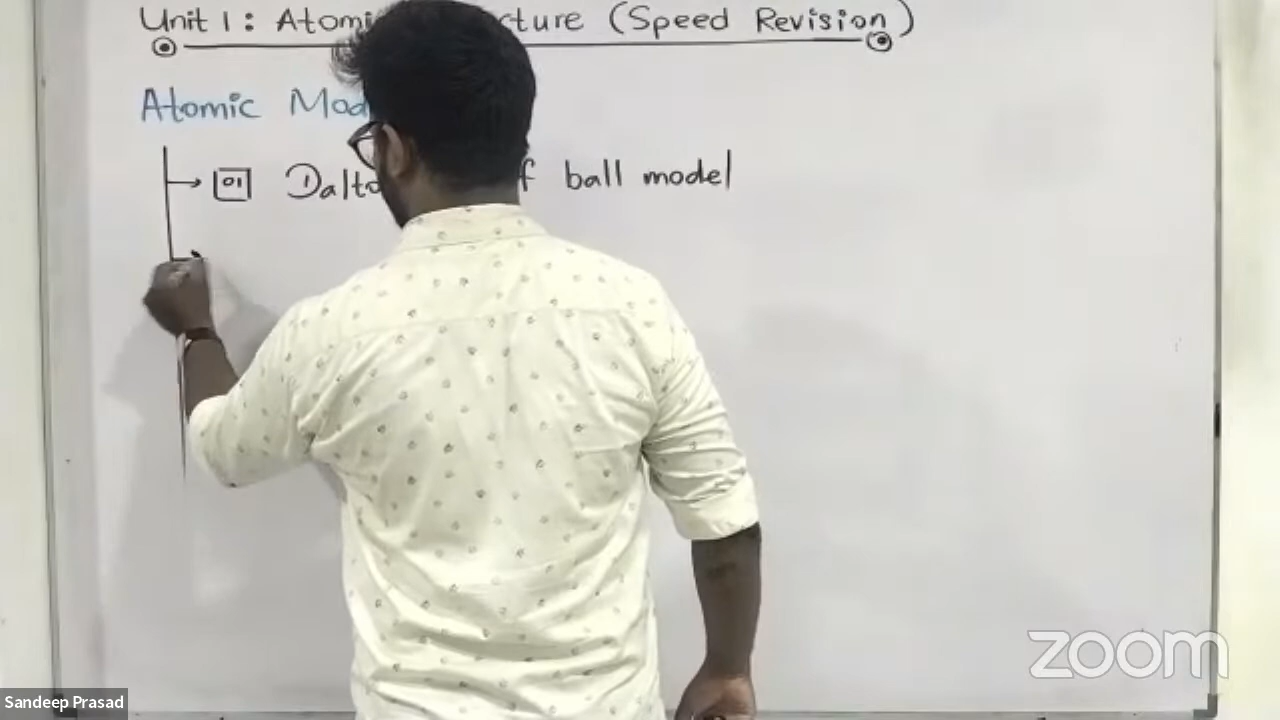 Unit 1: Atomi cture (Speed Revision)
Atomic Mod
01 Dalto f ball model
zoom
Sandeep Prasad